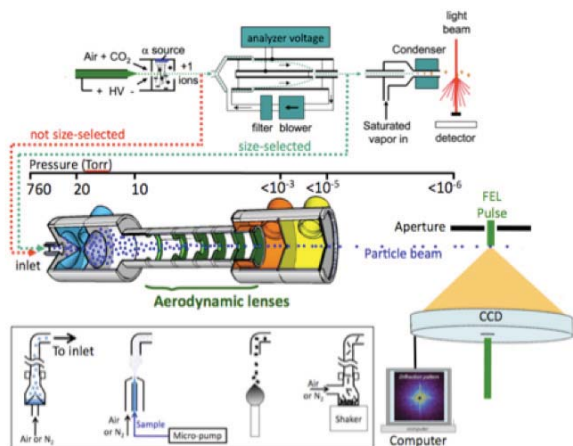 analyzer voltage
light
beam
Air + CO2
α source
+1
ions
Condenser
+ HV -
filter
blower
Saturated
vapor in
detector
not size-selected
size-selected
Pressure (Torr)
760
20
10
<10-3
<10-5
<10-6
FEL
Pulse
Aperture
inlet
Particle beam
Aerodynamic lenses
CCD
To inlet
Air or N2
Air
or N2
Sample
Micro-pump
Air
or N2
Shaker
Diffraction pattern
Computer